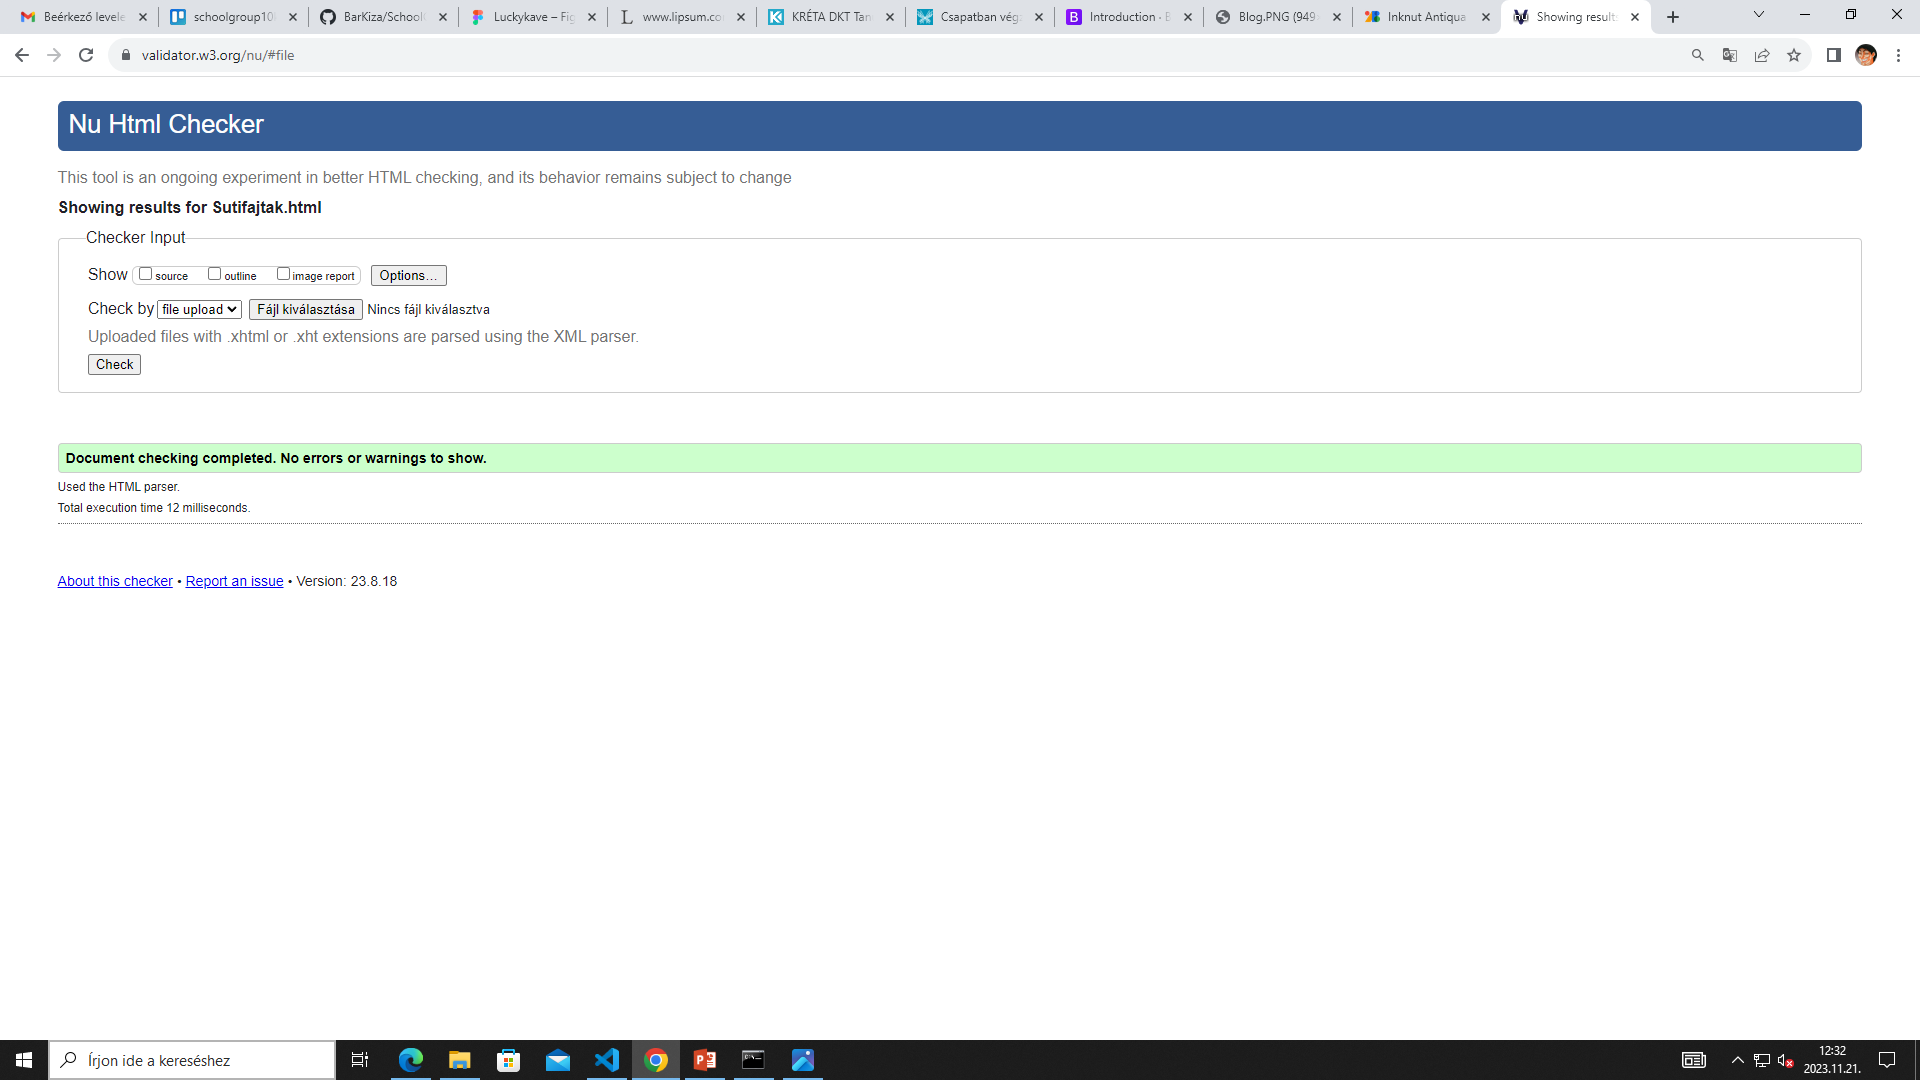 Beérkező levele
schoolgroup10
BarKiza/School
Luckykave – Fig
www.lipsum.co
KRÉTA DKT Tan
Csapatban vég
Introduction · B
Blog.PNG (949
Inknut Antiqua
Showing results
validator.w3.org/nu/#file
Nu Html Checker
This tool is an ongoing experiment in better HTML checking, and its behavior remains subject to change
Showing results for Sutifajtak.html
Checker Input
Show source outline image report Options...
Check by file upload Fájl kiválasztása Nincs fájl kiválasztva
Uploaded files with .xhtml or .xht extensions are parsed using the XML parser.
Check
Document checking completed. No errors or warnings to show.
Used the HTML parser.
Total execution time 12 milliseconds.
About this checker • Report an issue • Version: 23.8.18
Írjon ide a kereséshez
12:32
2023.11.21.